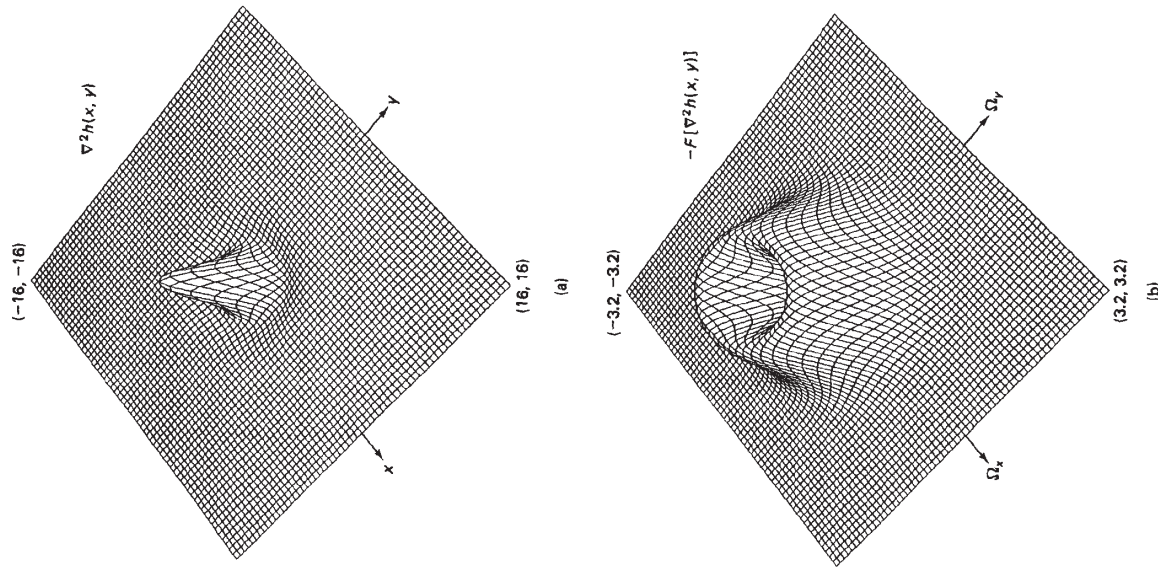 ∇²h(x, y)
(-16, -16)
x
y
(16, 16)
(a)
-F[∇²h(x, y)]
(-3.2, -3.2)
Ωx
Ωy
(3.2, 3.2)
(b)